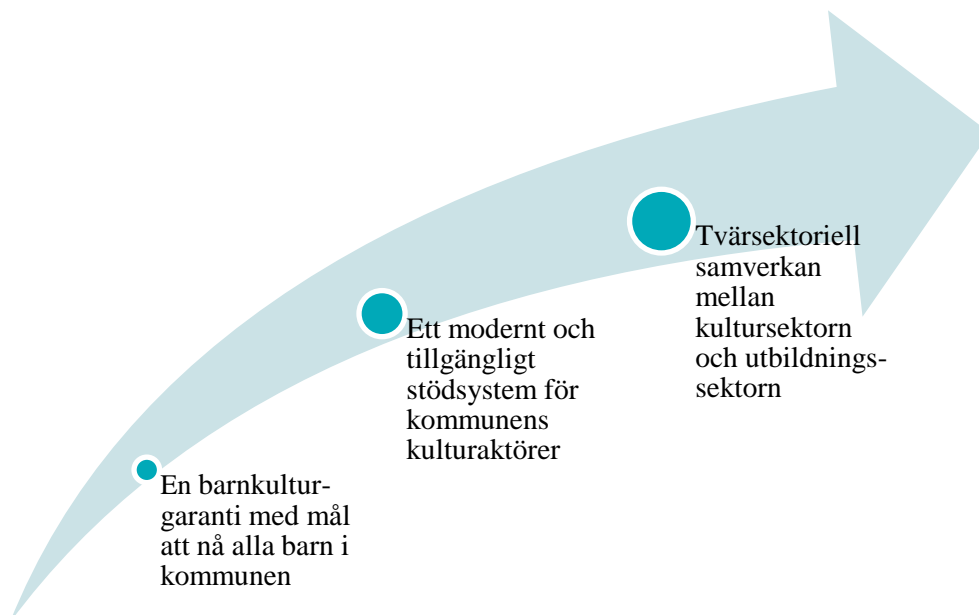 Tvärsektoriell
samverkan
mellan
kultursektorn
och utbildnings-
sektorn
Ett modernt och
tillgängligt
stödsystem för
kommunens
kulturaktörer
En barnkultur-
garanti med mål
att nå alla barn i
kommunen